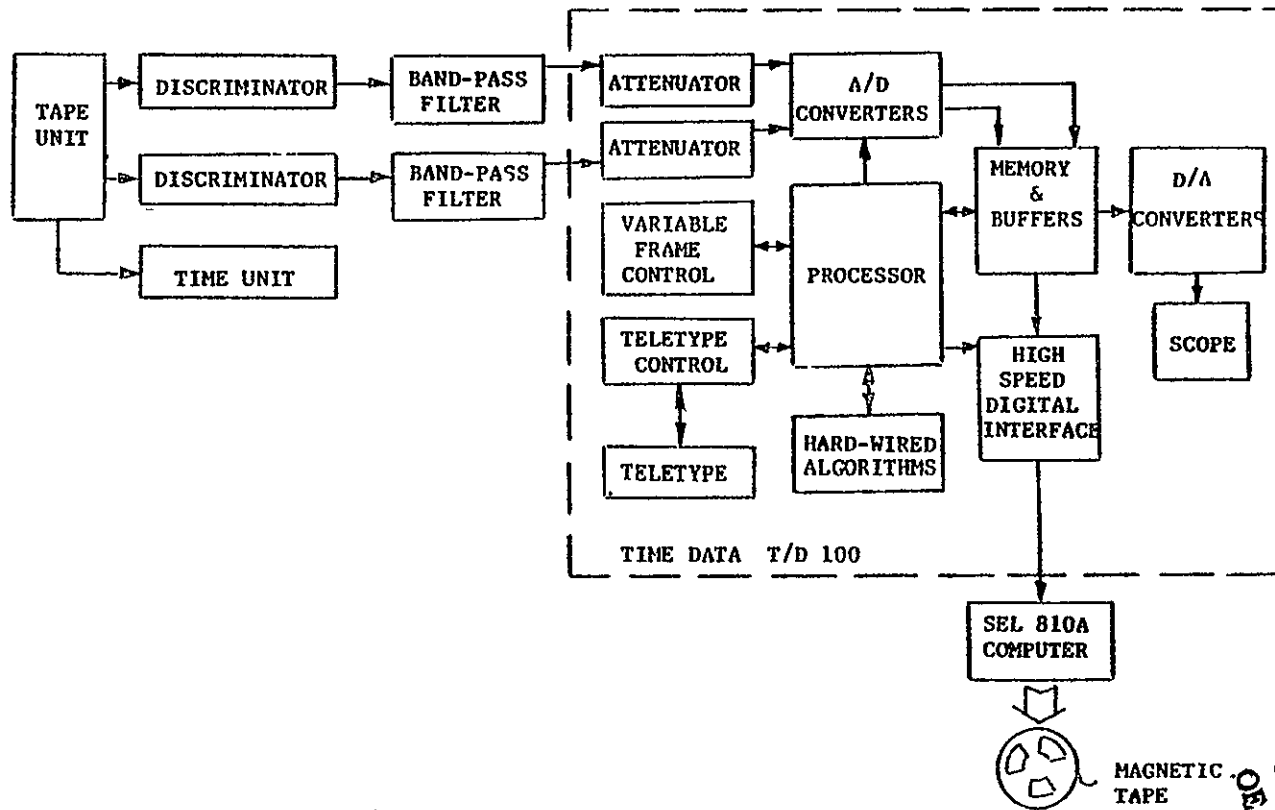 TAPE
UNIT
DISCRIMINATOR
BAND-PASS
FILTER
ATTENUATOR
A/D
CONVERTERS
DISCRIMINATOR
BAND-PASS
FILTER
ATTENUATOR
TIME UNIT
VARIABLE
FRAME
CONTROL
PROCESSOR
MEMORY
&
BUFFERS
D/A
CONVERTERS
TELETYPE
CONTROL
HIGH
SPEED
DIGITAL
INTERFACE
SCOPE
TELETYPE
HARD-WIRED
ALGORITHMS
TIME DATA T/D 100
SEL 810A
COMPUTER
MAGNETIC
TAPE